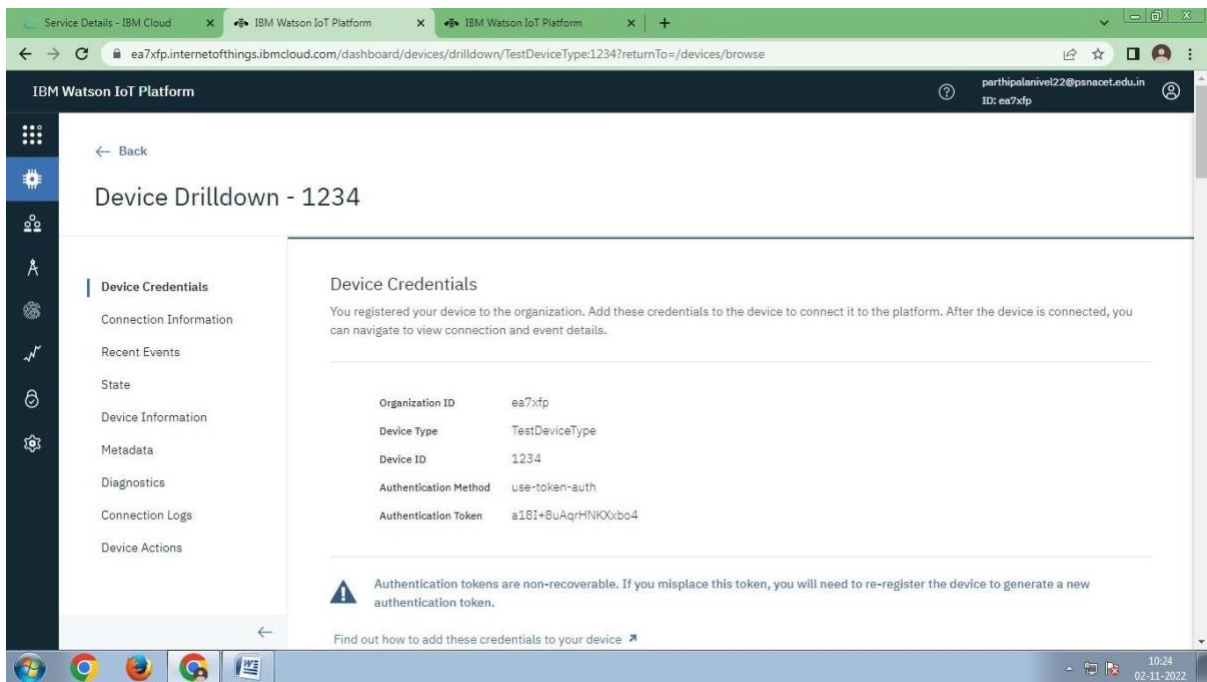 Service Details - IBM Cloud
IBM Watson IoT Platform
IBM Watson IoT Platform
ea7xfp.internetofthings.ibmcloud.com/dashboard/devices/drilldown/TestDeviceType:1234?returnTo=/devices/browse
IBM Watson IoT Platform
parthipalanivel22@psnacet.edu.in
ID: ea7xfp
Back
Device Drilldown - 1234
Device Credentials
Connection Information
Recent Events
State
Device Information
Metadata
Diagnostics
Connection Logs
Device Actions
Device Credentials
You registered your device to the organization. Add these credentials to the device to connect it to the platform. After the device is connected, you
can navigate to view connection and event details.
Organization ID ea7xfp
Device Type TestDeviceType
Device ID 1234
Authentication Method use-token-auth
Authentication Token a18I+8uAqrHNKXxbo4
Authentication tokens are non-recoverable. If you misplace this token, you will need to re-register the device to generate a new
authentication token.
Find out how to add these credentials to your device
10:24
02-11-2022